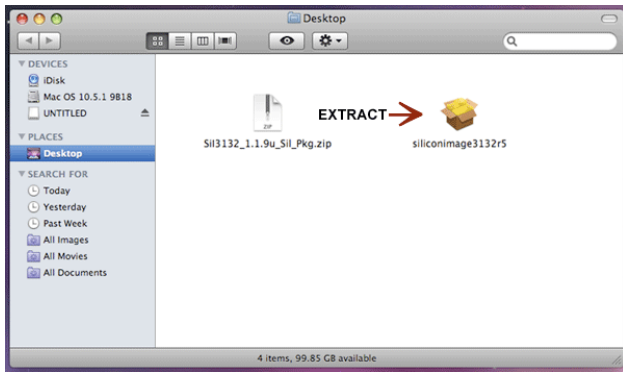 Desktop
DEVICES
iDisk
Mac OS 10.5.1 9B18
UNTITLED
PLACES
Desktop
SEARCH FOR
Today
Yesterday
Past Week
All Images
All Movies
All Documents
ZIP
EXTRACT
SiI3132_1.1.9u_SiI_Pkg.zip
siliconimage3132r5
4 items, 99.85 GB available